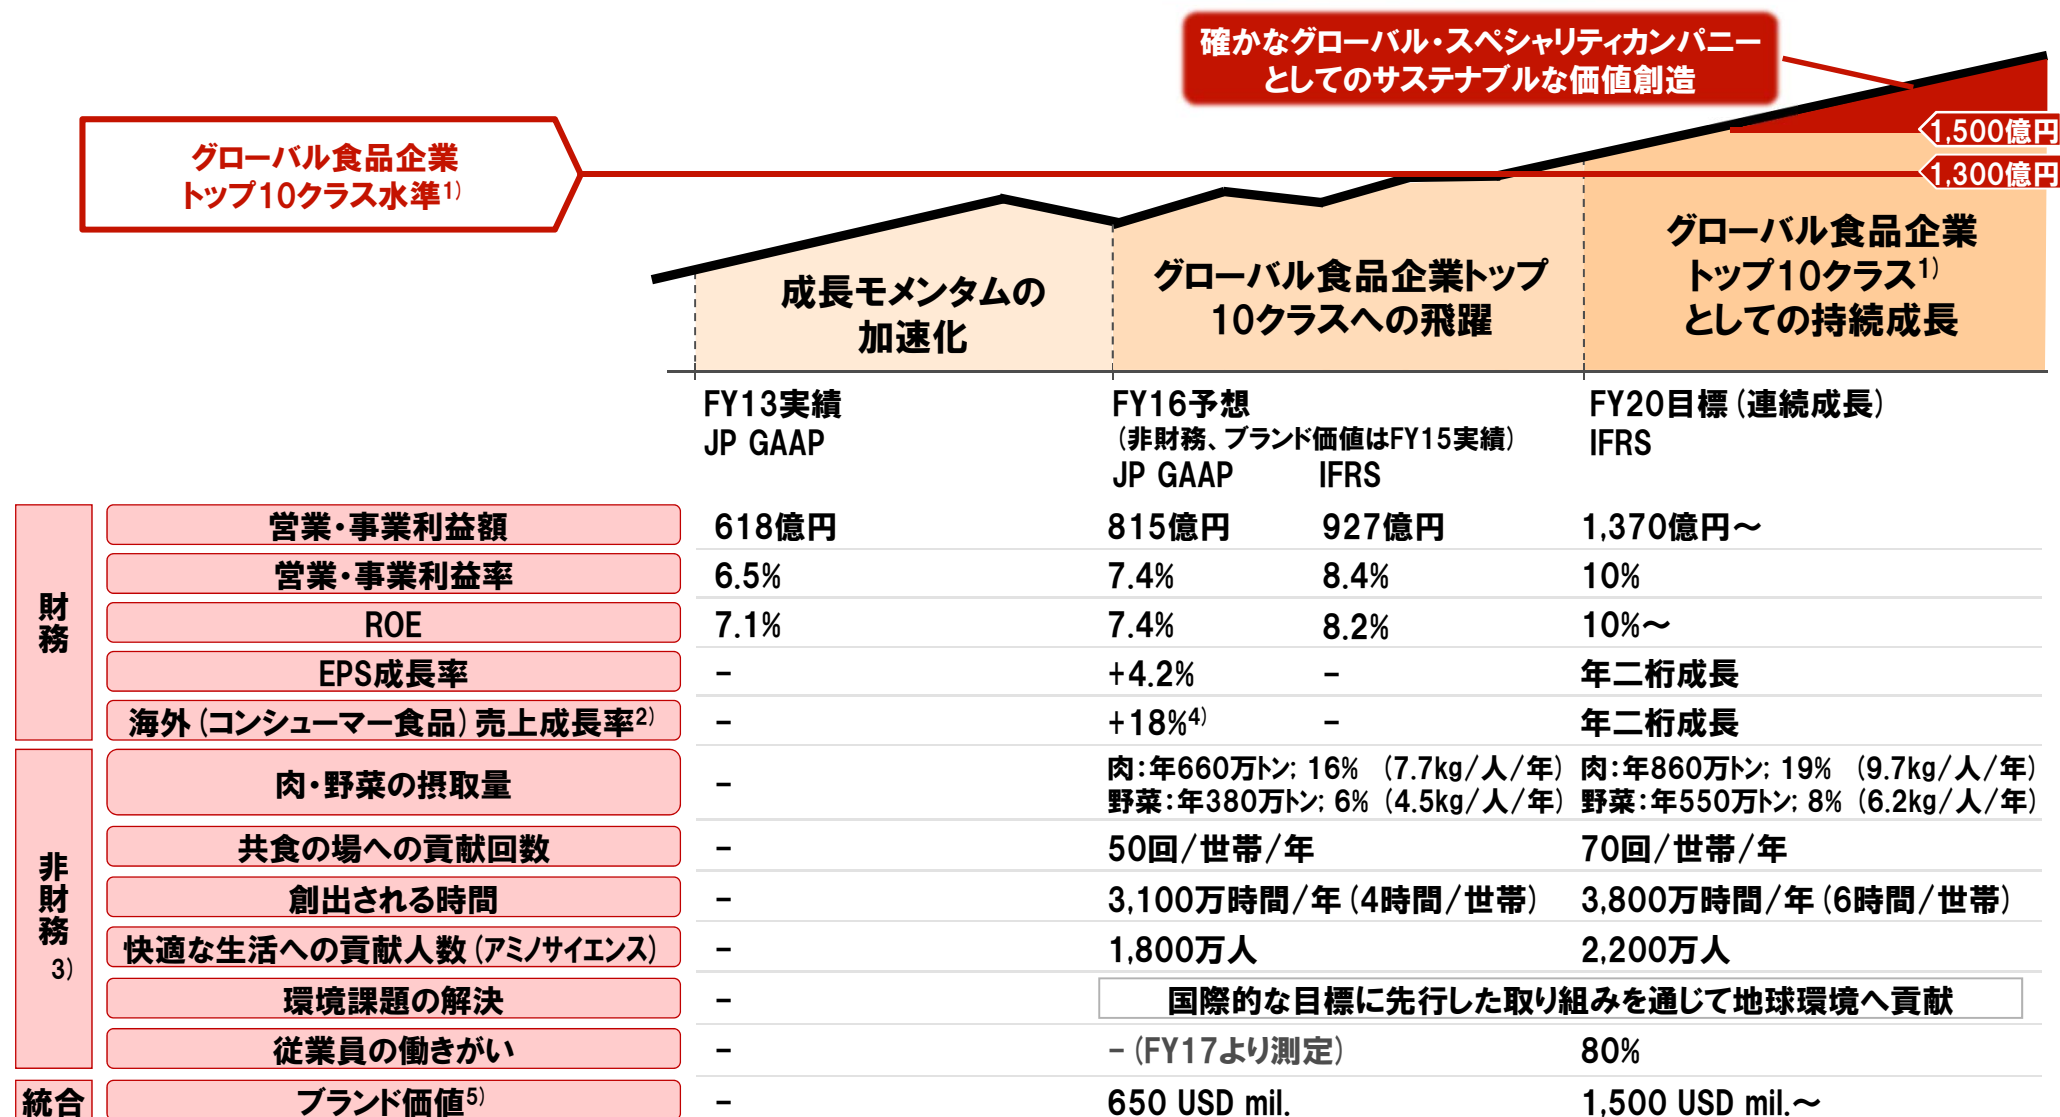 確かなグローバル・スペシャリティカンパニー
としてのサステナブルな価値創造
1,500億円
1,300億円
グローバル食品企業
トップ10クラス水準1)
成長モメンタムの
加速化
グローバル食品企業トップ
10クラスへの飛躍
グローバル食品企業
トップ10クラス1)
としての持続成長
FY13実績
JP GAAP
FY16予想
(非財務、ブランド価値はFY15実績)
JP GAAP IFRS
FY20目標(連続成長)
IFRS
財務
営業・事業利益額 618億円 815億円 927億円 1,370億円～
営業・事業利益率 6.5% 7.4% 8.4% 10%
ROE 7.1% 7.4% 8.2% 10%～
EPS成長率 - +4.2% - 年二桁成長
海外(コンシューマー食品)売上成長率2) - +18%4) - 年二桁成長
非財務3)
肉・野菜の摂取量 -
肉：年660万トン; 16% (7.7kg/人/年) 肉：年860万トン; 19% (9.7kg/人/年)
野菜：年380万トン; 6% (4.5kg/人/年) 野菜：年550万トン; 8% (6.2kg/人/年)
共食の場への貢献回数 - 50回/世帯/年 70回/世帯/年
創出される時間 - 3,100万時間/年(4時間/世帯) 3,800万時間/年(6時間/世帯)
快適な生活への貢献人数(アミノサイエンス) - 1,800万人 2,200万人
環境課題の解決 - 国際的な目標に先行した取り組みを通じて地球環境へ貢献
従業員の働きがい - -(FY17より測定) 80%
統合
ブランド価値5) - 650 USD mil. 1,500 USD mil.～